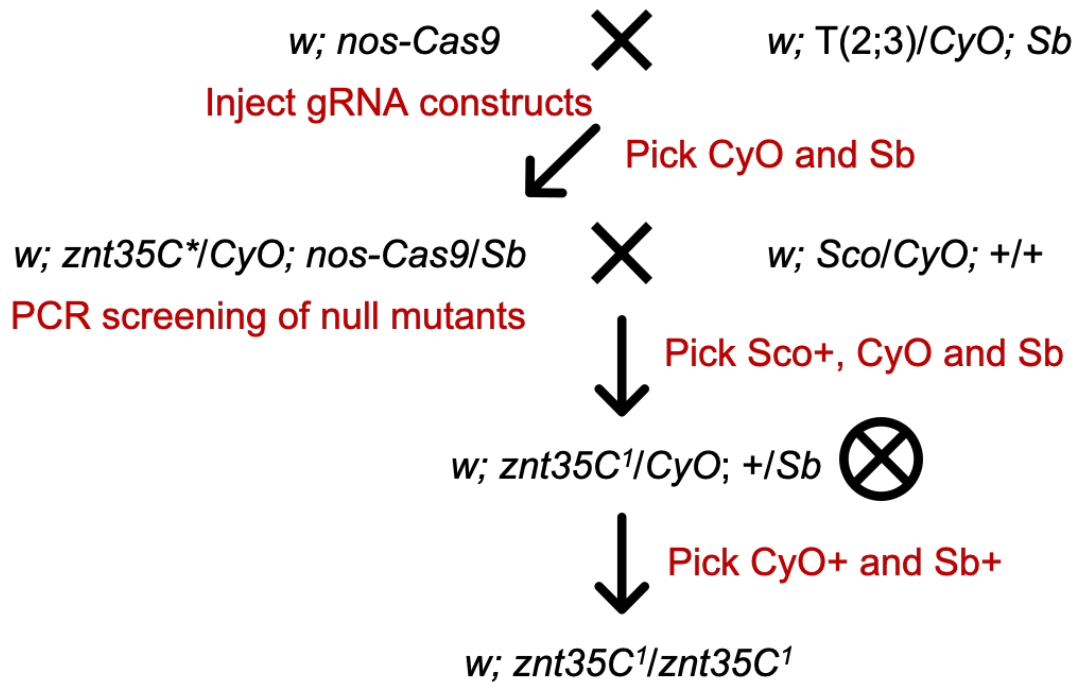 w; nos-Cas9
w; T(2;3)/CyO; Sb
Inject gRNA constructs
Pick CyO and Sb
w; znt35C*/CyO; nos-Cas9/Sb
w; Sco/CyO; +/+
PCR screening of null mutants
Pick Sco+, CyO and Sb
w; znt35C¹/CyO; +/Sb
Pick CyO+ and Sb+
w; znt35C¹/znt35C¹